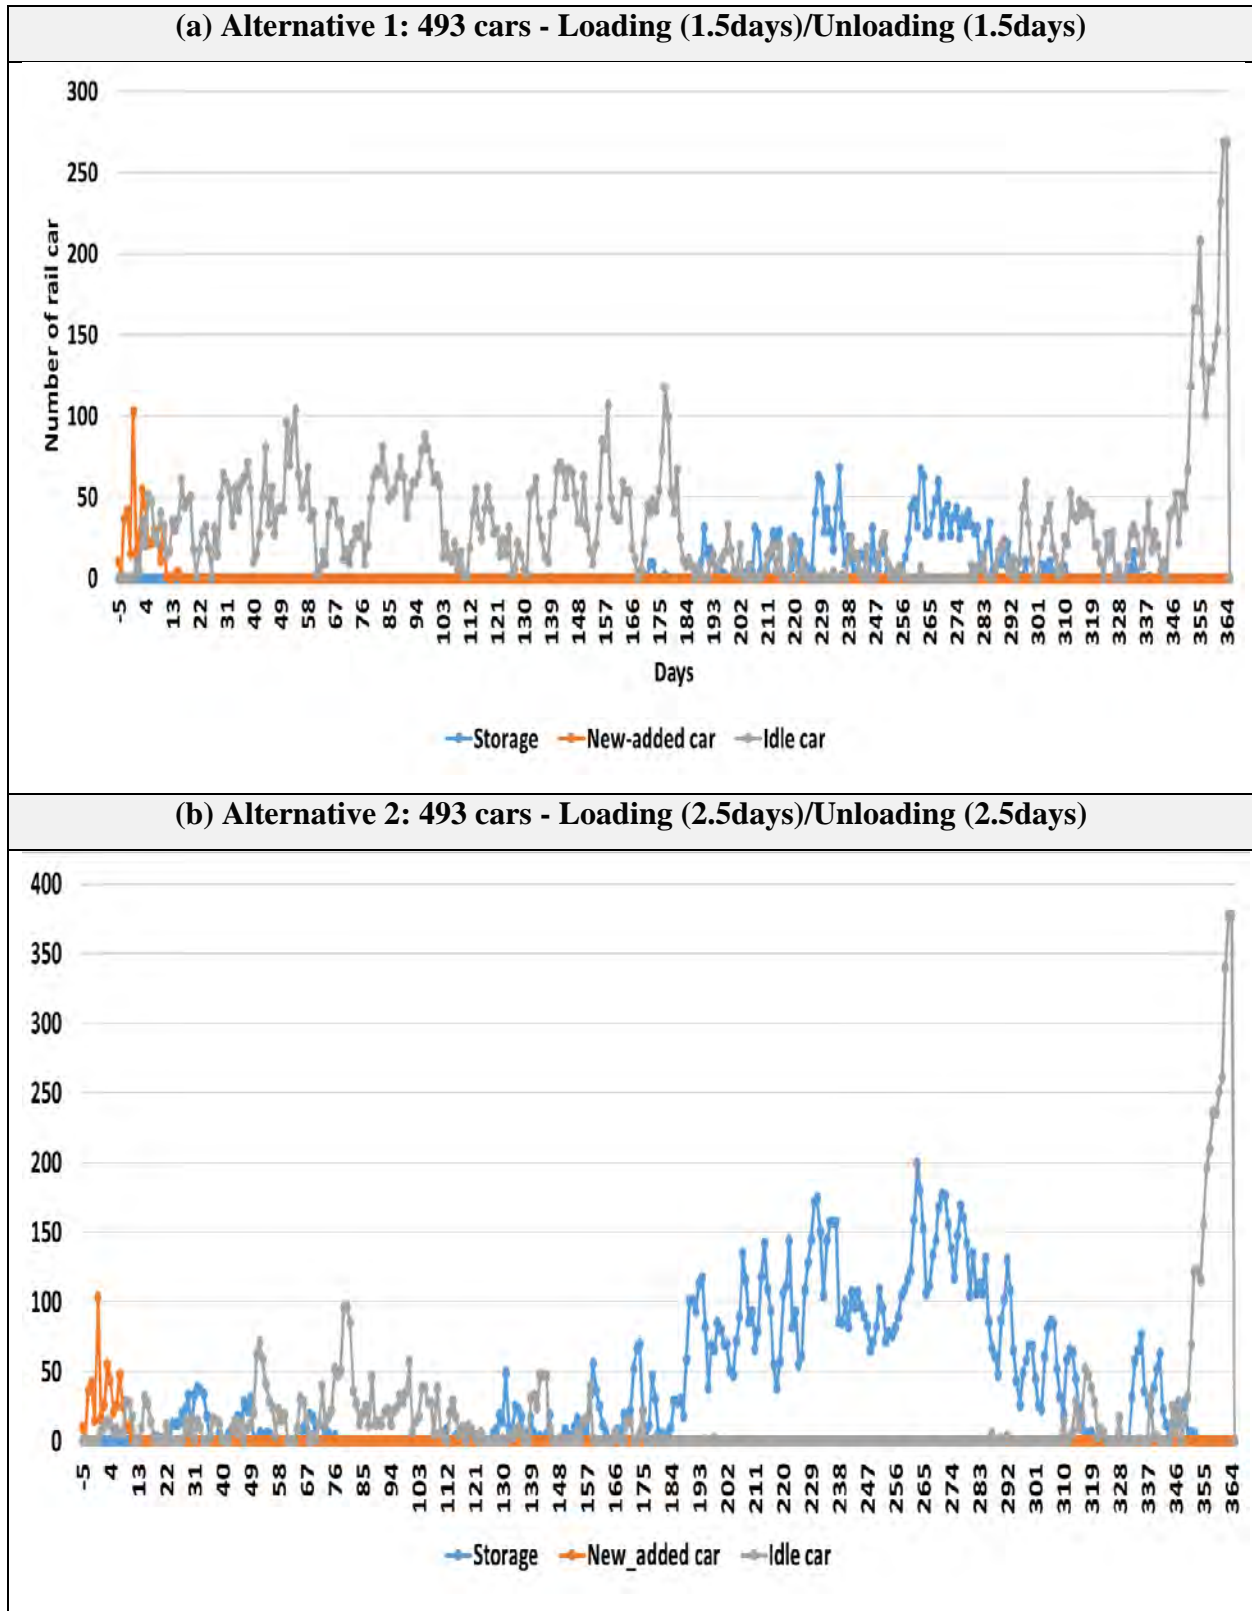 (a) Alternative 1: 493 cars - Loading (1.5days)/Unloading (1.5days)
300
250
200
150
100
50
0
Number of rail car
-5 4 13 22 31 40 49 58 67 76 85 94 103 112 121 130 139 148 157 166 175 184 193 202 211 220 229 238 247 256 265 274 283 292 301 310 319 328 337 346 355 364
Days
Storage New-added car Idle car
(b) Alternative 2: 493 cars - Loading (2.5days)/Unloading (2.5days)
400
350
300
250
200
150
100
50
0
-5 4 13 22 31 40 49 58 67 76 85 94 103 112 121 130 139 148 157 166 175 184 193 202 211 220 229 238 247 256 265 274 283 292 301 310 319 328 337 346 355 364
Storage New_added car Idle car